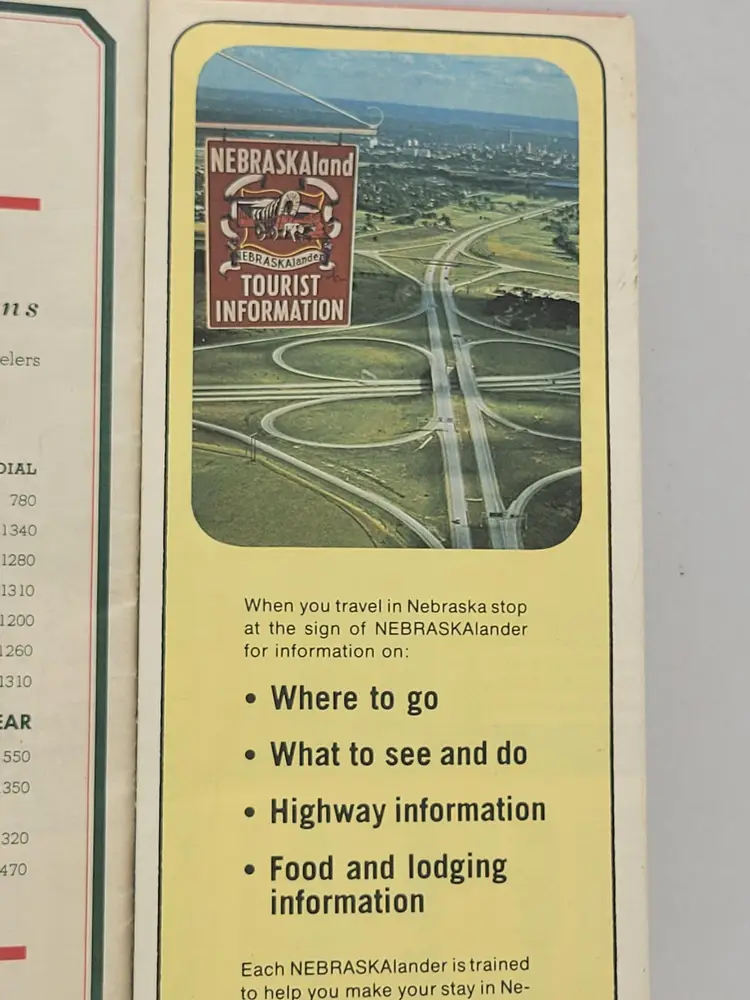 ns
elers
DIAL
780
1340
1280
1310
1200
1260
1310
EAR
550
350
320
470
NEBRASKAland
NEBRASKAlander
TOURIST
INFORMATION
When you travel in Nebraska stop
at the sign of NEBRASKAlander
for information on:
• Where to go
• What to see and do
• Highway information
• Food and lodging
information
Each NEBRASKAlander is trained
to help you make your stay in Ne-